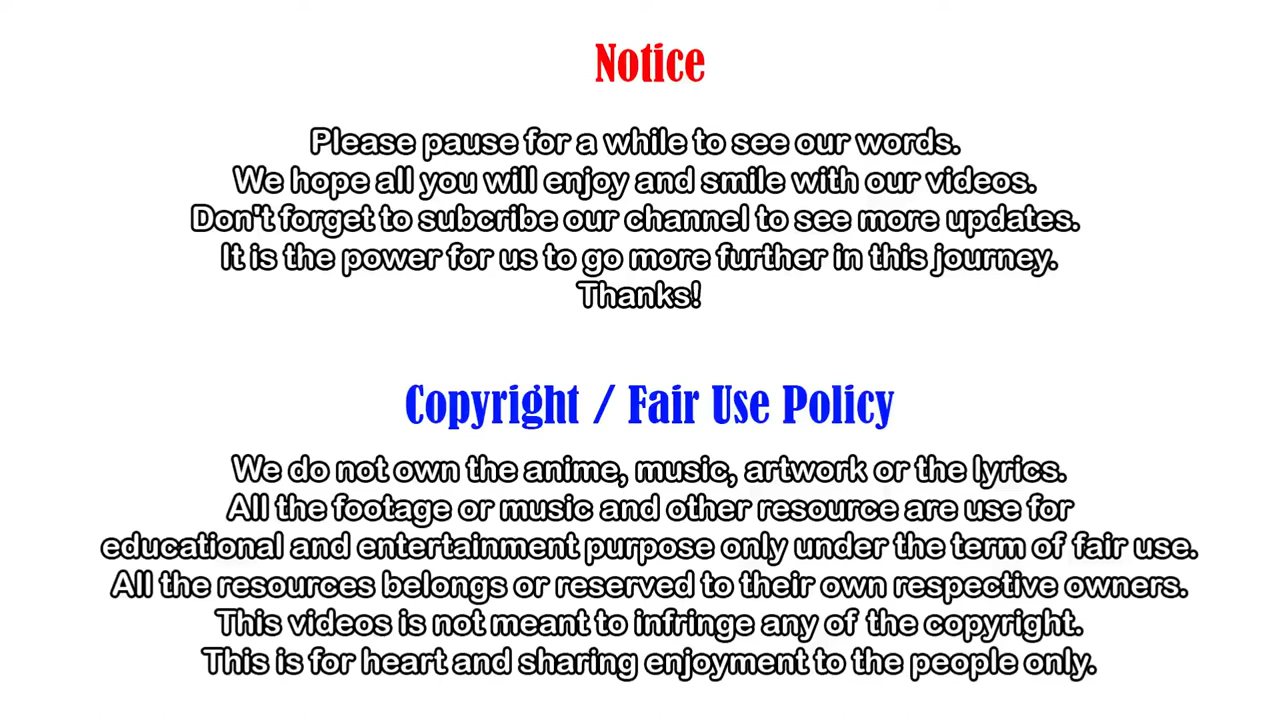 Notice
Please pause for a while to see our words.
We hope all you will enjoy and smile with our videos.
Don't forget to subcribe our channel to see more updates.
It is the power for us to go more further in this journey.
Thanks!
Copyright / Fair Use Policy
We do not own the anime, music, artwork or the lyrics.
All the footage or music and other resource are use for
educational and entertainment purpose only under the term of fair use.
All the resources belongs or reserved to their own respective owners.
This videos is not meant to infringe any of the copyright.
This is for heart and sharing enjoyment to the people only.